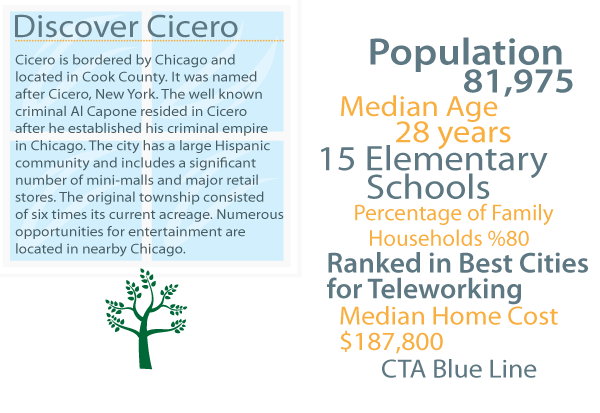 Discover Cicero
Cicero is bordered by Chicago and
located in Cook County. It was named
after Cicero, New York. The well known
criminal Al Capone resided in Cicero
after he established his criminal empire
in Chicago. The city has a large Hispanic
community and includes a significant
number of mini-malls and major retail
stores. The original township consisted
of six times its current acreage. Numerous
opportunities for entertainment are
located in nearby Chicago.
Population
81,975
Median Age
28 years
15 Elementary
Schools
Percentage of Family
Households %80
Ranked in Best Cities
for Teleworking
Median Home Cost
$187,800
CTA Blue Line